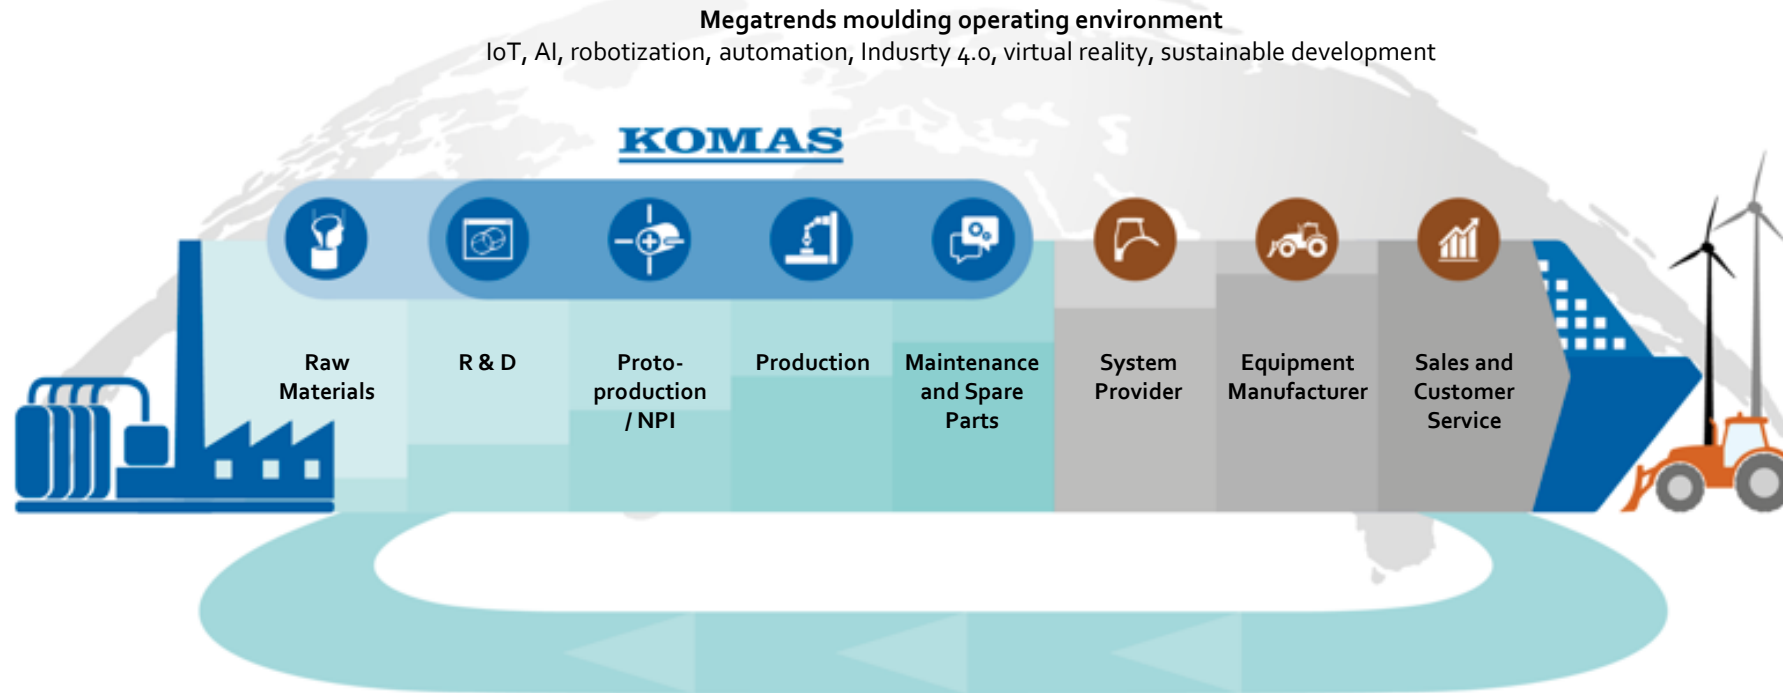 Megatrends moulding operating environment
IoT, AI, robotization, automation, Indusrty 4.0, virtual reality, sustainable development
KOMAS
Raw
Materials
R & D
Proto-
production
/ NPI
Production
Maintenance
and Spare
Parts
System
Provider
Equipment
Manufacturer
Sales and
Customer
Service